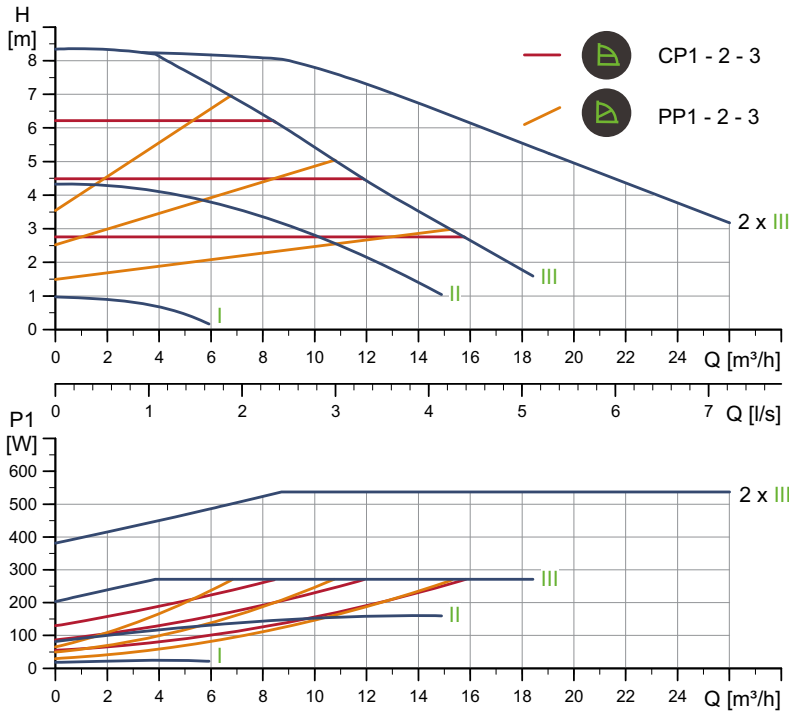 H
[m]
8
7
6
5
4
3
2
1
0
CP1 - 2 - 3
PP1 - 2 - 3
2 x III
III
II
I
0 2 4 6 8 10 12 14 16 18 20 22 24 Q [m³/h]
0 1 2 3 4 5 6 7 Q [l/s]
P1
[W]
600
500
400
300
200
100
0
2 x III
III
II
I
0 2 4 6 8 10 12 14 16 18 20 22 24 Q [m³/h]